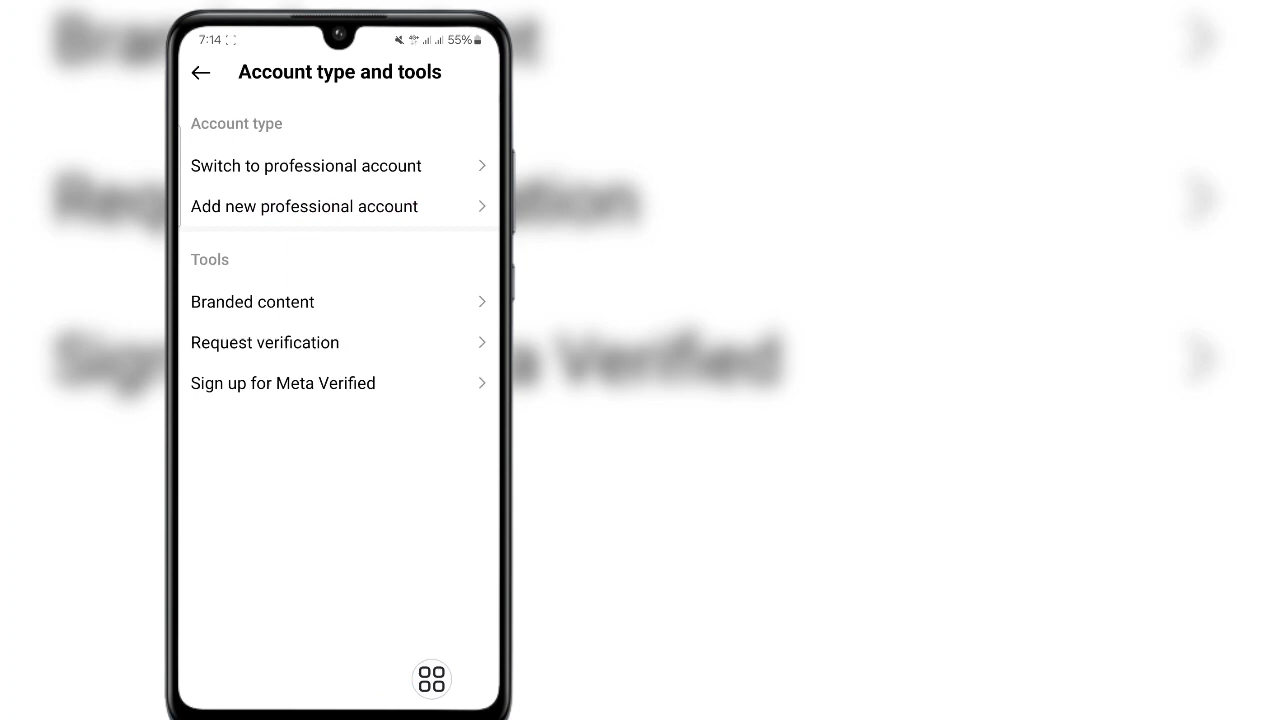 7:14
55%
Account type and tools
Account type
Switch to professional account
Add new professional account
Tools
Branded content
Request verification
Sign up for Meta Verified